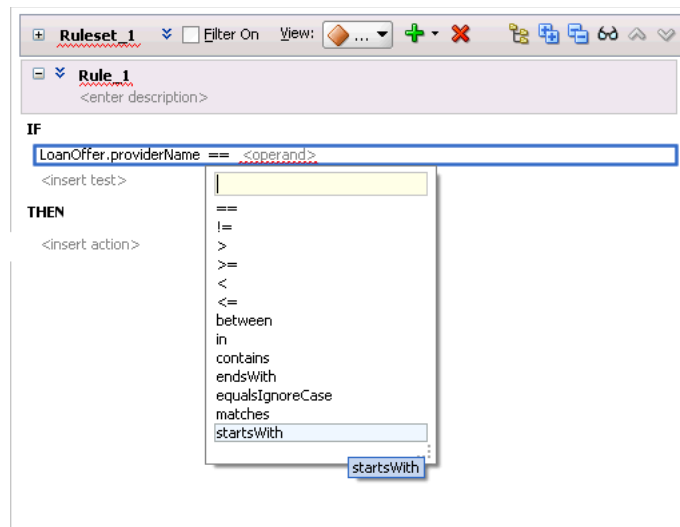 Ruleset_1 Filter On View: ...
Rule_1
<enter description>
IF
LoanOffer.providerName == <operand>
<insert test>
THEN
<insert action>
==
!=
>
>=
<
<=
between
in
contains
endsWith
equalsIgnoreCase
matches
startsWith
startsWith